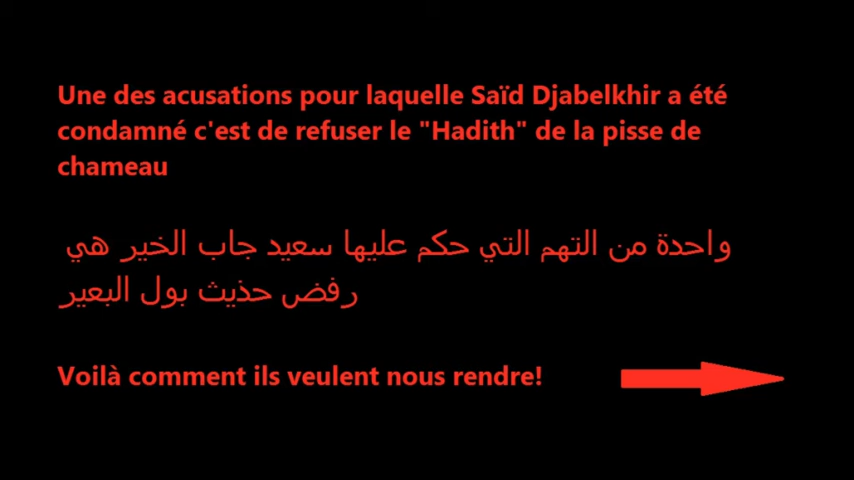 Une des acusations pour laquelle Saïd Djabelkhir a été
condamné c'est de refuser le "Hadith" de la pisse de
chameau
واحدة من التهم التي حكم عليها سعيد جاب الخير هي
رفض حذيث بول البعير
Voilà comment ils veulent nous rendre!